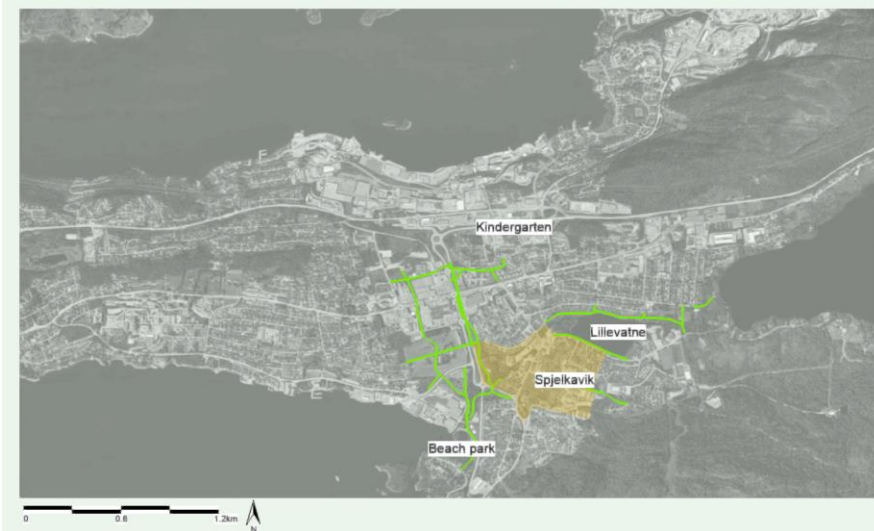 Kindergarten
Lillevatne
Spjelkavik
Beach park
0 0.6 1.2km
N